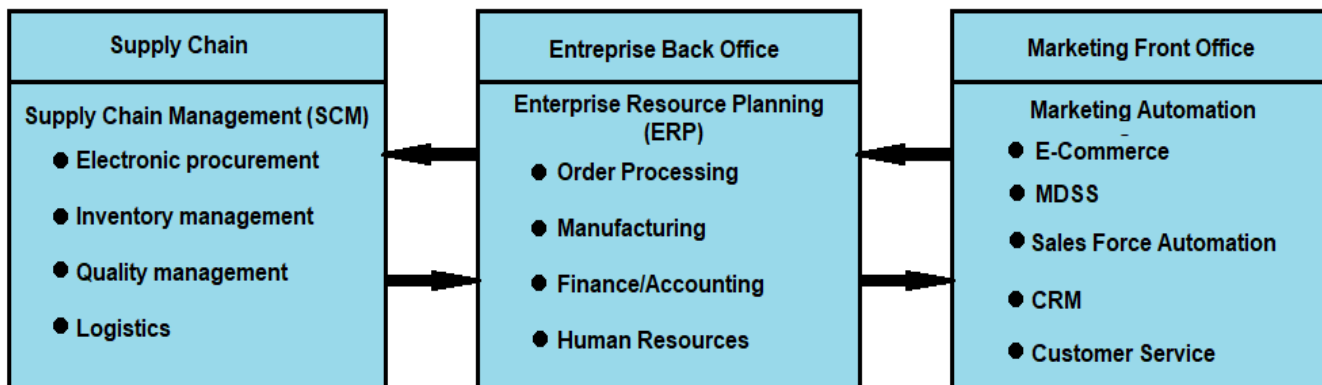 Supply Chain
Supply Chain Management (SCM)
Electronic procurement
Inventory management
Quality management
Logistics
Entreprise Back Office
Enterprise Resource Planning
(ERP)
Order Processing
Manufacturing
Finance/Accounting
Human Resources
Marketing Front Office
Marketing Automation
E-Commerce
MDSS
Sales Force Automation
CRM
Customer Service